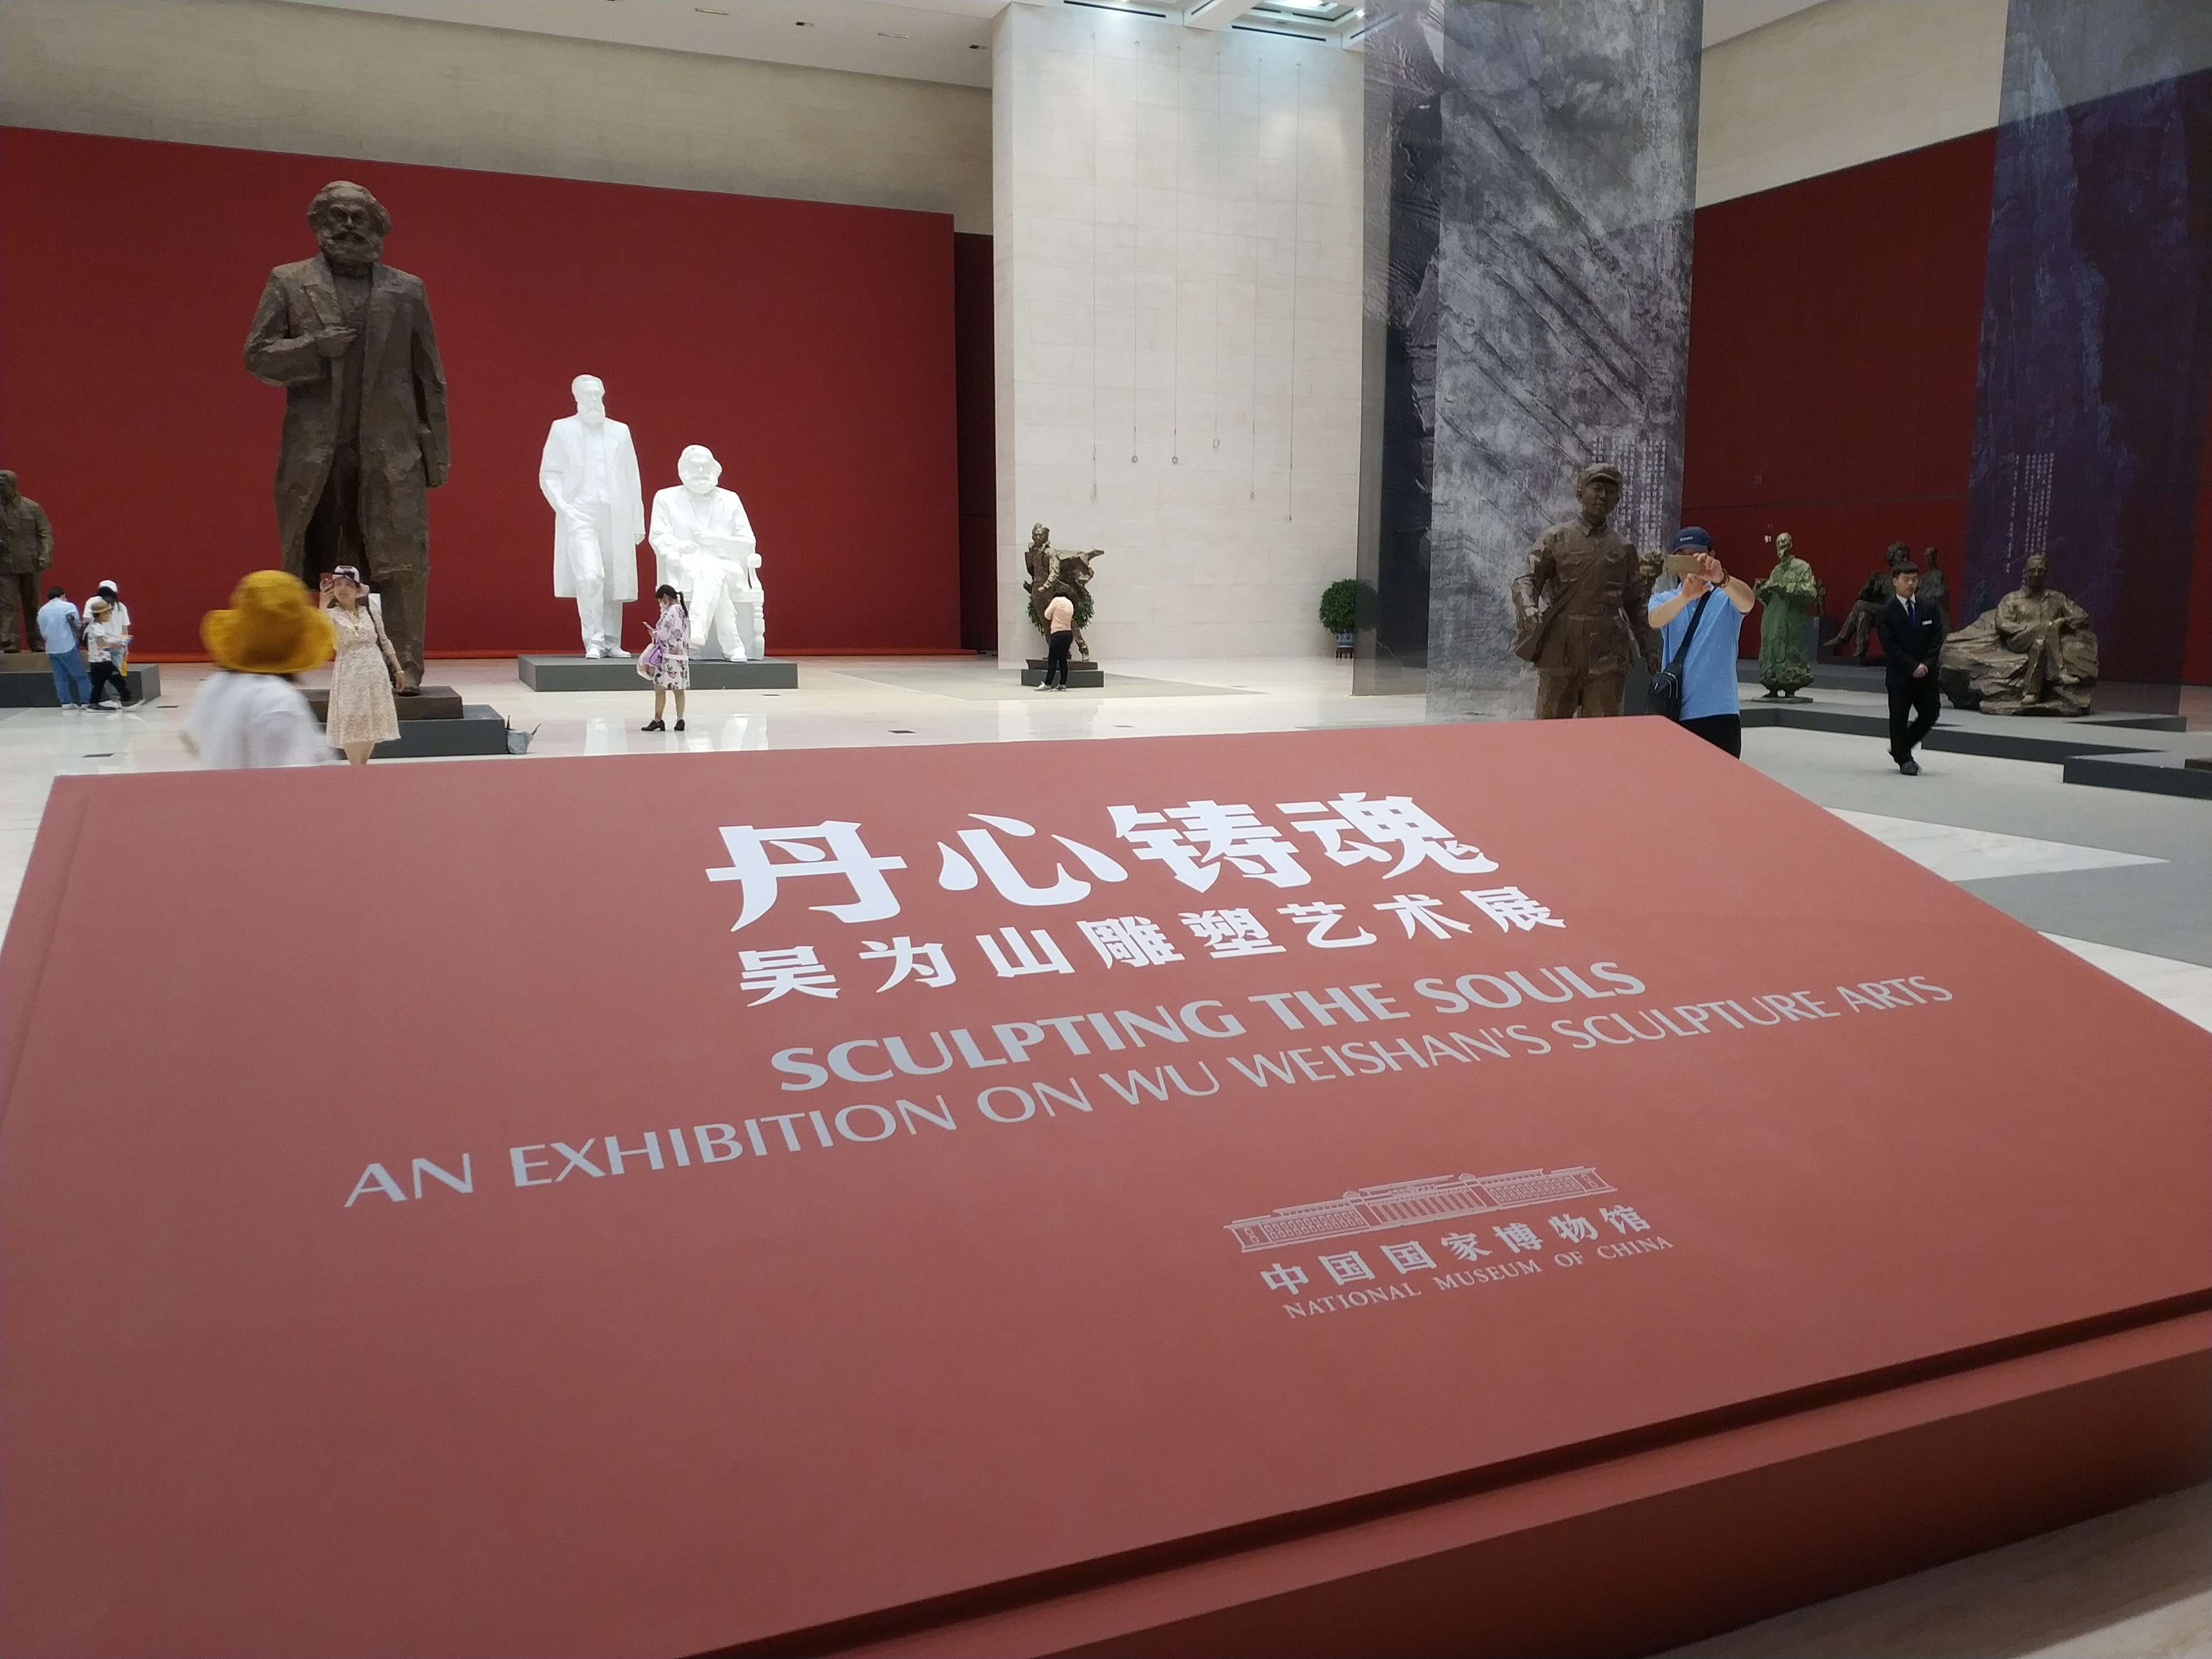 丹心铸魂
吴为山雕塑艺术展
SCULPTING THE SOULS
AN EXHIBITION ON WU WEISHAN'S SCULPTURE ARTS
中国国家博物馆
NATIONAL MUSEUM OF CHINA